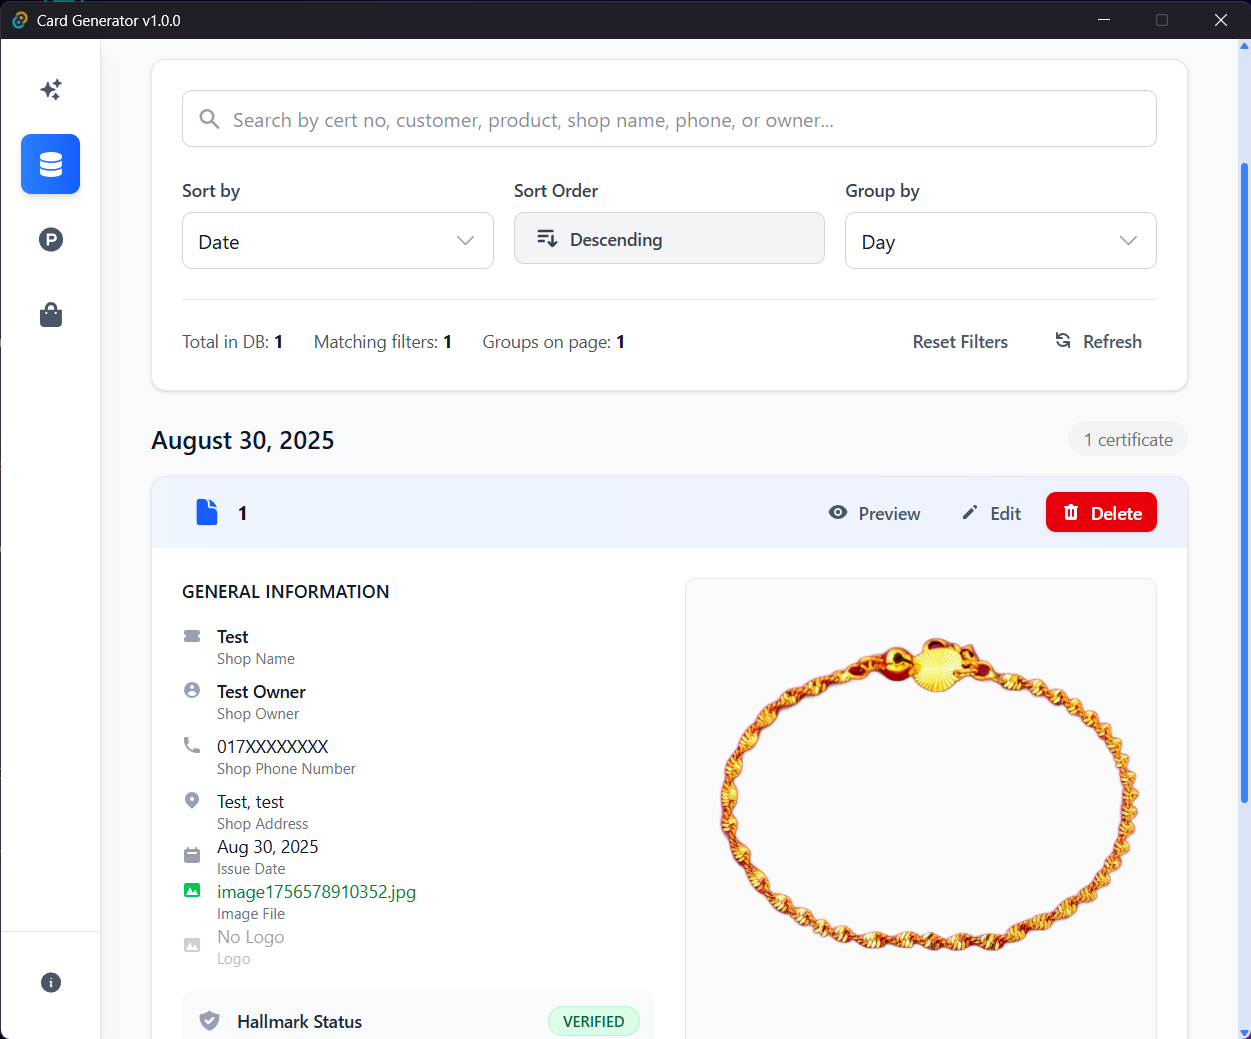 Card Generator v1.0.0
Search by cert no, customer, product, shop name, phone, or owner...
Sort by
Sort Order
Group by
Date
Descending
Day
Total in DB: 1
Matching filters: 1
Groups on page: 1
Reset Filters
Refresh
August 30, 2025
1 certificate
1
Preview
Edit
Delete
GENERAL INFORMATION
Test
Shop Name
Test Owner
Shop Owner
017XXXXXXXX
Shop Phone Number
Test, test
Shop Address
Aug 30, 2025
Issue Date
image1756578910352.jpg
Image File
No Logo
Logo
Hallmark Status
VERIFIED